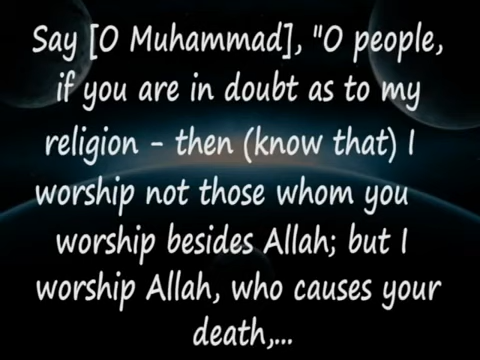 Say [O Muhammad], "O people,
if you are in doubt as to my
religion - then (know that) I
worship not those whom you
worship besides Allah; but I
worship Allah, who causes your
death,...